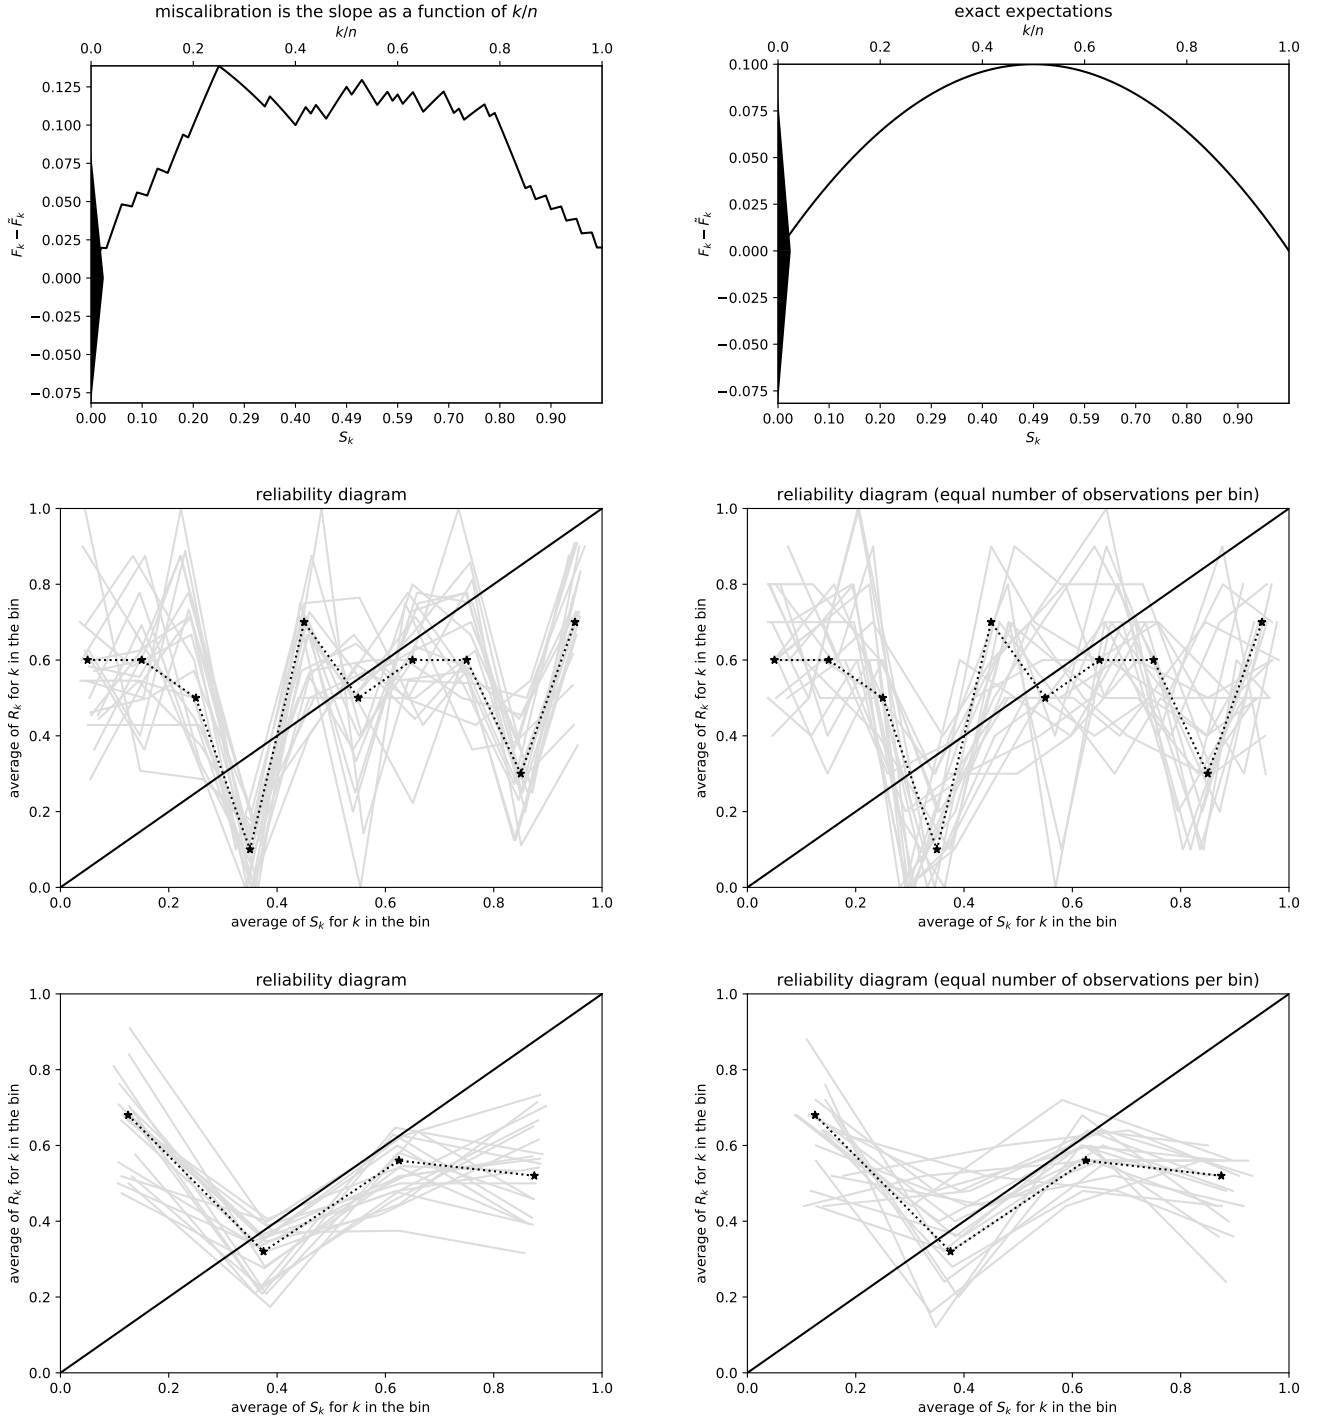 miscalibration is the slope as a function of k/n
k/n
0.0 0.2 0.4 0.6 0.8 1.0
0.125
0.100
0.075
0.050
0.025
0.000
−0.025
−0.050
−0.075
F_k − F̃_k
0.00 0.10 0.20 0.29 0.40 0.49 0.59 0.70 0.80 0.90
S_k
exact expectations
k/n
0.0 0.2 0.4 0.6 0.8 1.0
0.100
0.075
0.050
0.025
0.000
−0.025
−0.050
−0.075
F_k − F̃_k
0.00 0.10 0.20 0.29 0.40 0.49 0.59 0.70 0.80 0.90
S_k
reliability diagram
1.0
0.8
0.6
0.4
0.2
0.0
average of R_k for k in the bin
0.0 0.2 0.4 0.6 0.8 1.0
average of S_k for k in the bin
reliability diagram (equal number of observations per bin)
1.0
0.8
0.6
0.4
0.2
0.0
average of R_k for k in the bin
0.0 0.2 0.4 0.6 0.8 1.0
average of S_k for k in the bin
reliability diagram
1.0
0.8
0.6
0.4
0.2
0.0
average of R_k for k in the bin
0.0 0.2 0.4 0.6 0.8 1.0
average of S_k for k in the bin
reliability diagram (equal number of observations per bin)
1.0
0.8
0.6
0.4
0.2
0.0
average of R_k for k in the bin
0.0 0.2 0.4 0.6 0.8 1.0
average of S_k for k in the bin